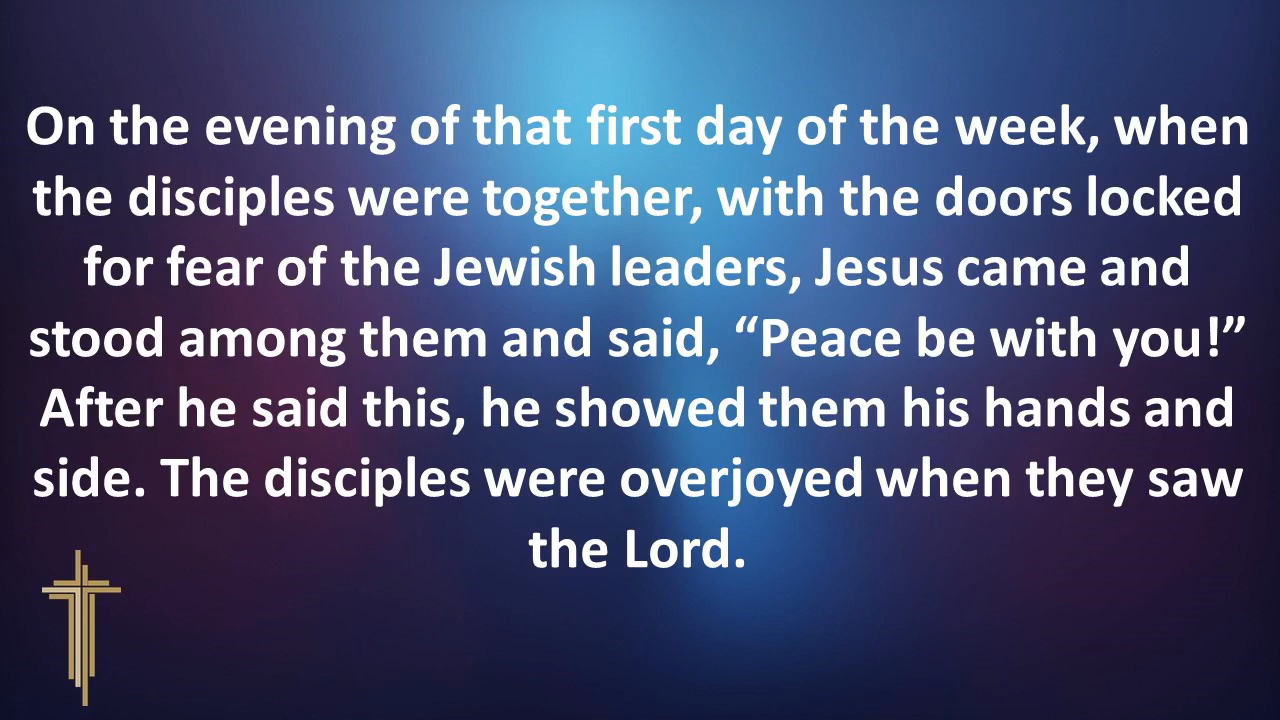 On the evening of that first day of the week, when
the disciples were together, with the doors locked
for fear of the Jewish leaders, Jesus came and
stood among them and said, “Peace be with you!”
After he said this, he showed them his hands and
side. The disciples were overjoyed when they saw
the Lord.